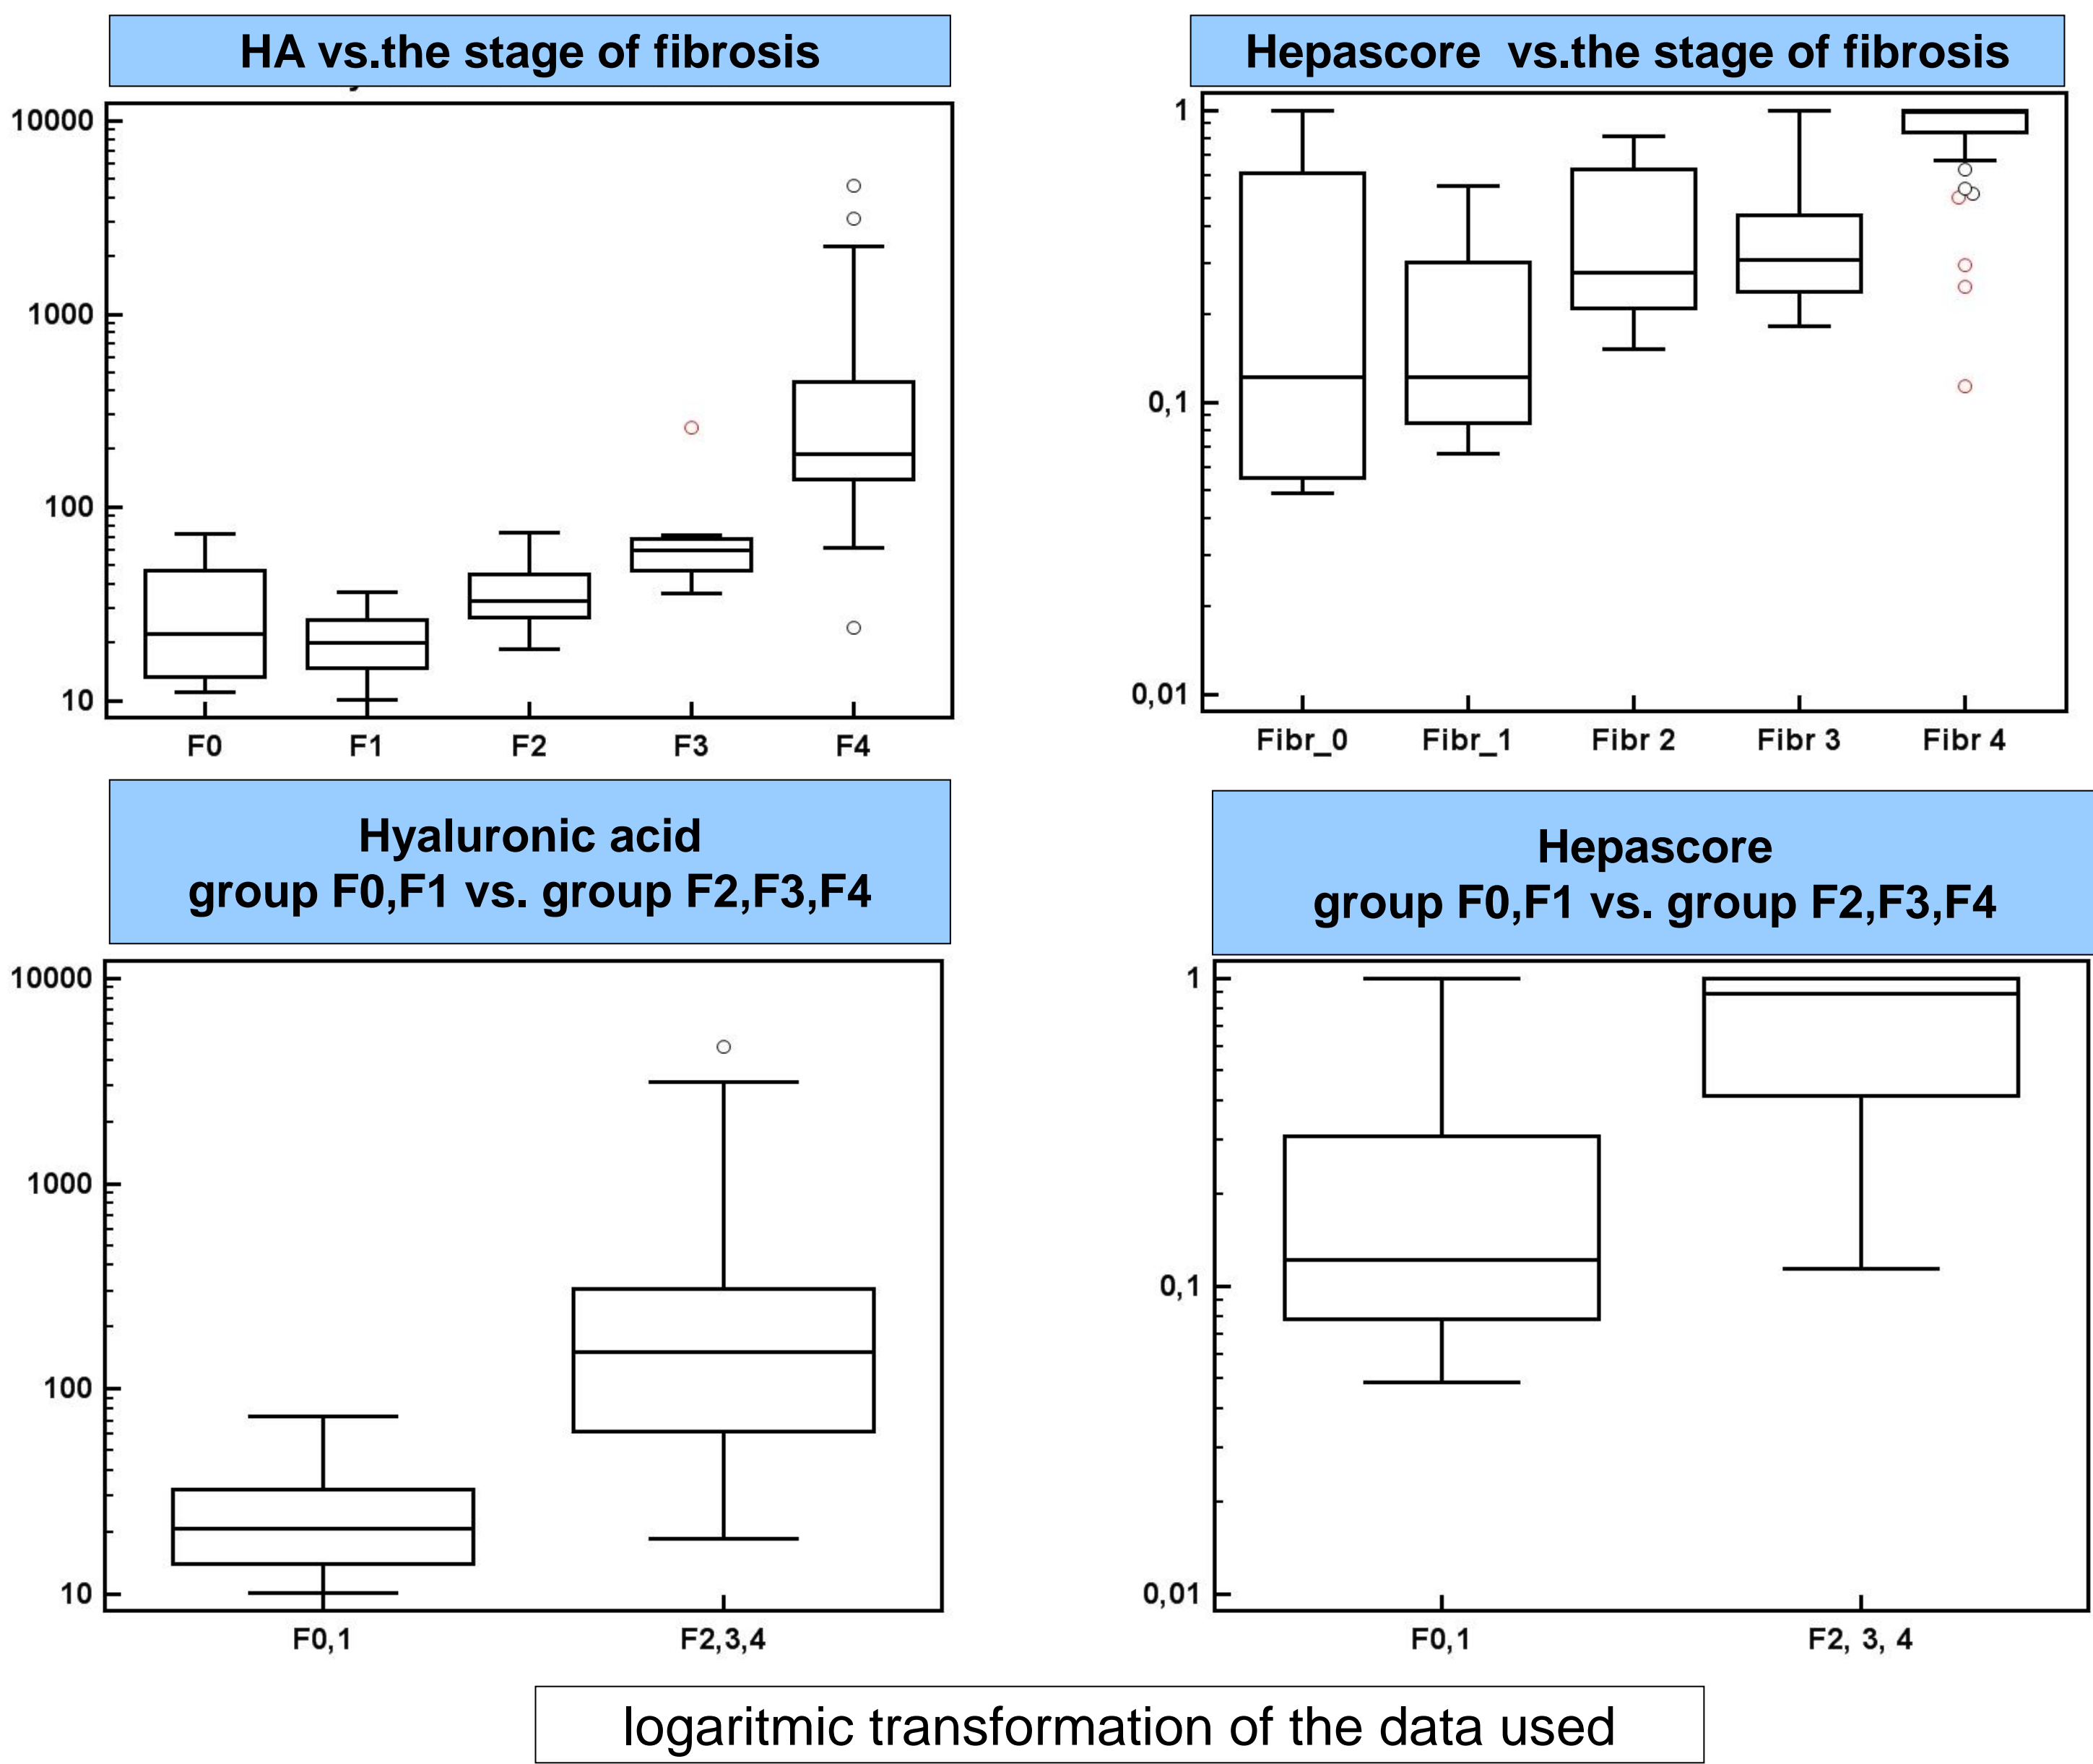 HA vs.the stage of fibrosis
10000
1000
100
10
F0 F1 F2 F3 F4
Hepascore vs.the stage of fibrosis
1
0,1
0,01
Fibr_0 Fibr_1 Fibr 2 Fibr 3 Fibr 4
Hyaluronic acid
group F0,F1 vs. group F2,F3,F4
10000
1000
100
10
F0,1 F2,3,4
Hepascore
group F0,F1 vs. group F2,F3,F4
1
0,1
0,01
F0,1 F2, 3, 4
logaritmic transformation of the data used